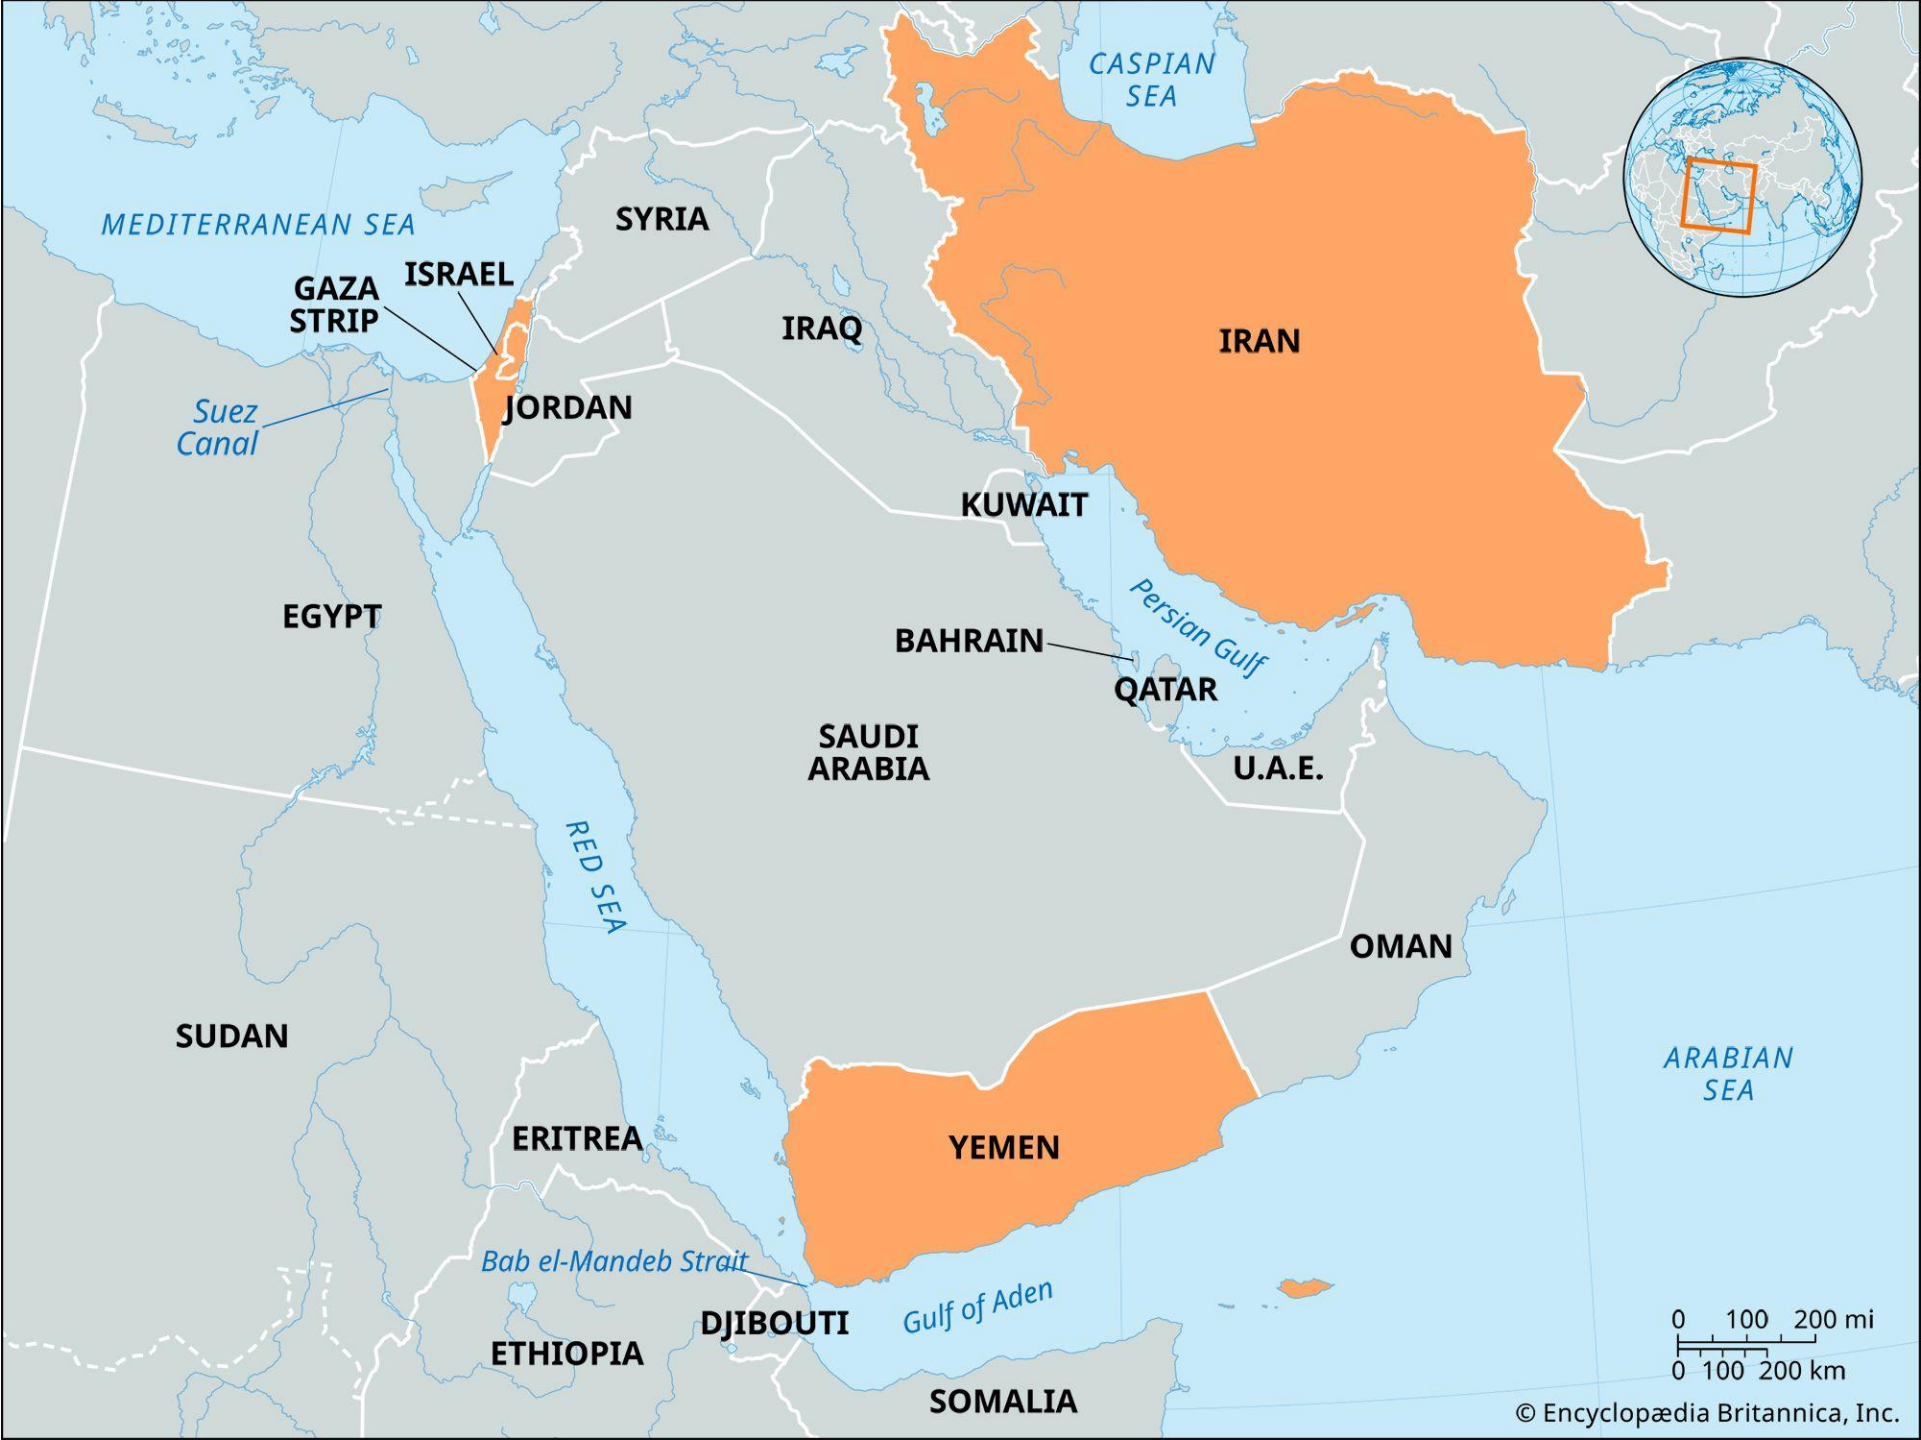 CASPIAN
SEA
MEDITERRANEAN SEA
SYRIA
GAZA
STRIP
ISRAEL
IRAQ
IRAN
Suez
Canal
JORDAN
KUWAIT
EGYPT
Persian Gulf
BAHRAIN
QATAR
SAUDI
ARABIA
U.A.E.
RED SEA
OMAN
SUDAN
ARABIAN
SEA
ERITREA
YEMEN
Bab el-Mandeb Strait
Gulf of Aden
DJIBOUTI
ETHIOPIA
SOMALIA
0 100 200 mi
0 100 200 km
© Encyclopædia Britannica, Inc.